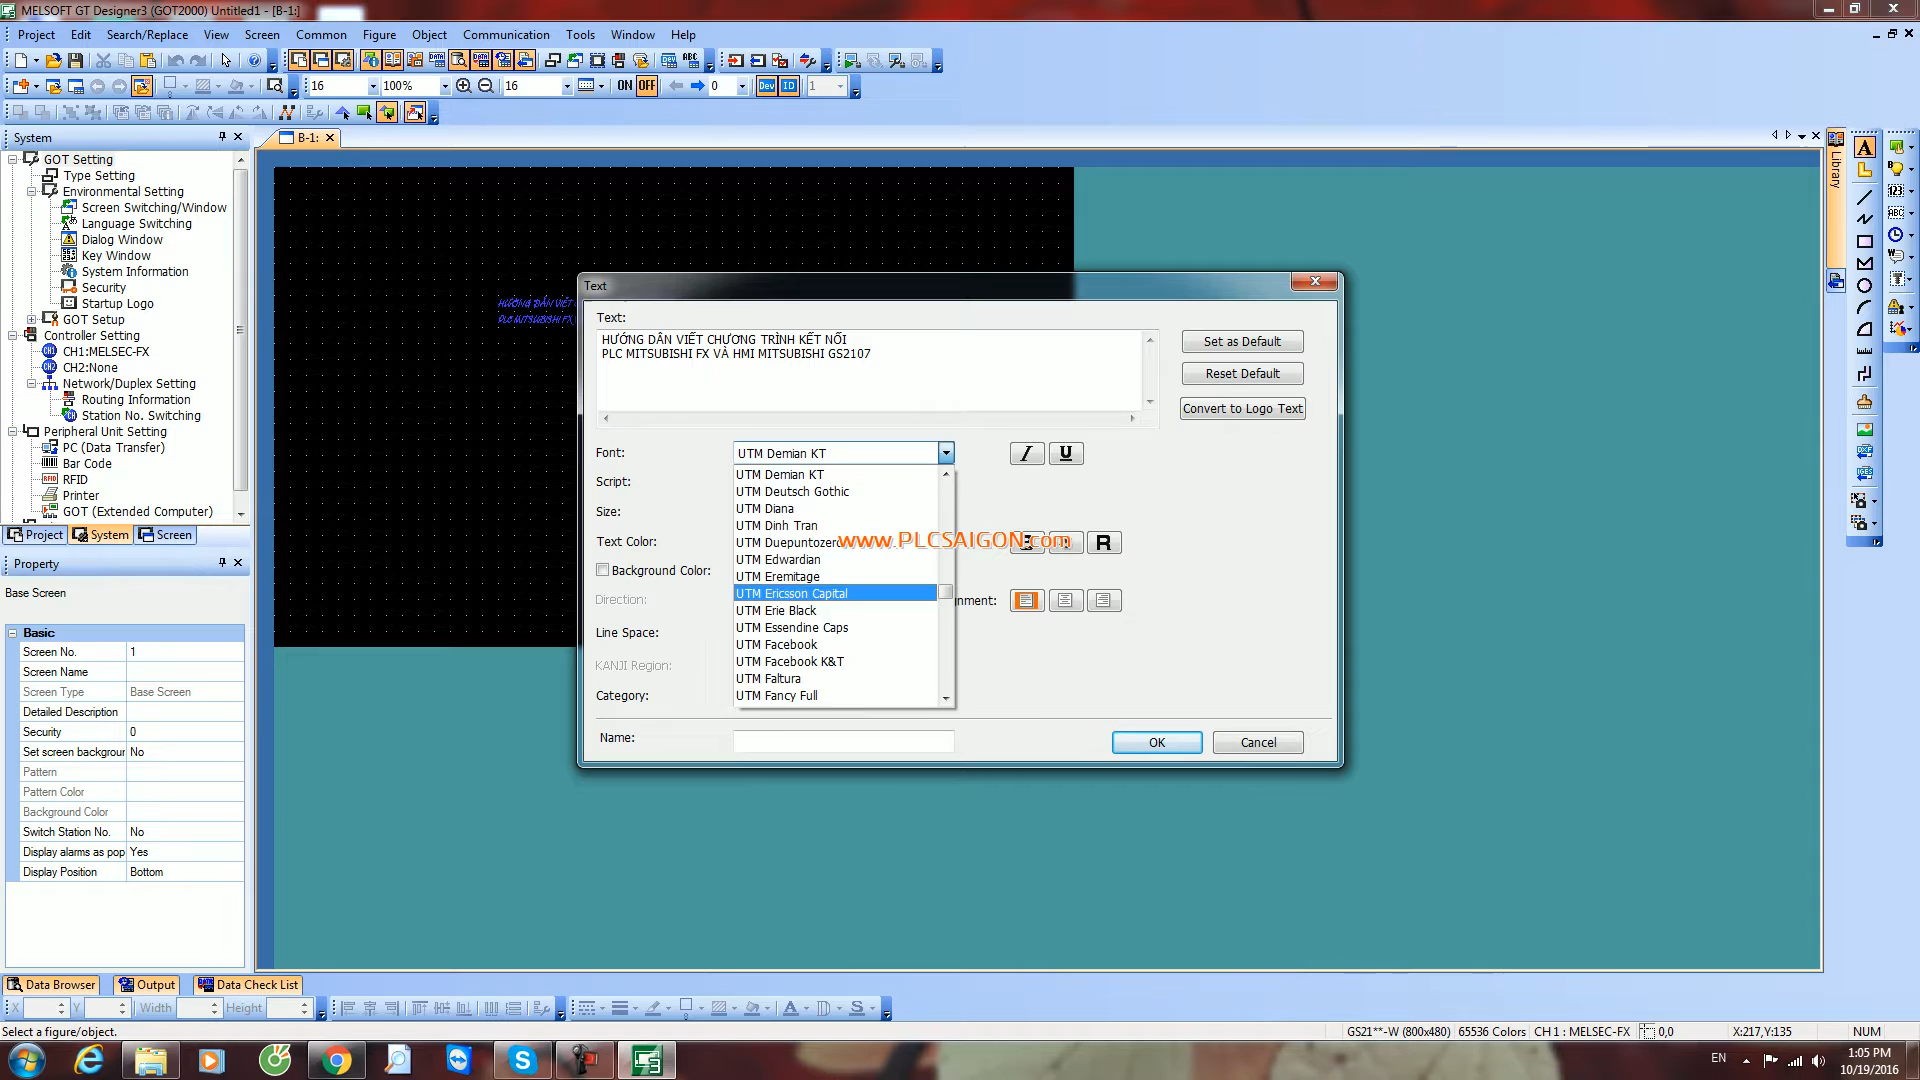 MELSOFT GT Designer3 (GOT2000) Untitled1 - [B-1:]
Project Edit Search/Replace View Screen Common Figure Object Communication Tools Window Help
16 100% 16 ON OFF 0 Dev ID 1
System
B-1:
GOT Setting
Type Setting
Environmental Setting
Screen Switching/Window
Language Switching
Dialog Window
Key Window
System Information
Security
Startup Logo
GOT Setup
Controller Setting
CH1:MELSEC-FX
CH2:None
Network/Duplex Setting
Routing Information
Station No. Switching
Peripheral Unit Setting
PC (Data Transfer)
Bar Code
RFID
Printer
GOT (Extended Computer)
Project System Screen
Property
Base Screen
Basic
Screen No. 1
Screen Name
Screen Type Base Screen
Detailed Description
Security 0
Set screen backgrour No
Pattern
Pattern Color
Background Color
Switch Station No. No
Display alarms as pop Yes
Display Position Bottom
HƯỚNG DẪN VIẾT
PLC MITSUBISHI FX
Library
Text
Text:
HƯỚNG DẪN VIẾT CHƯƠNG TRÌNH KẾT NỐI
PLC MITSUBISHI FX VÀ HMI MITSUBISHI GS2107
Set as Default
Reset Default
Convert to Logo Text
Font: UTM Demian KT I U
Script:
Size:
Text Color:
Background Color:
Direction:
Line Space:
KANJI Region:
Category:
UTM Demian KT
UTM Deutsch Gothic
UTM Diana
UTM Dinh Tran
UTM Duepuntozero
UTM Edwardian
UTM Eremitage
UTM Ericsson Capital
UTM Erie Black
UTM Essendine Caps
UTM Facebook
UTM Facebook K&T
UTM Faltura
UTM Fancy Full
www.PLCSAIGON.com
R
nment:
Name:
OK Cancel
Data Browser Output Data Check List
X Y Width Height
Select a figure/object.
GS21**-W (800x480) 65536 Colors CH 1 : MELSEC-FX 0,0 X:217,Y:135 NUM
EN
1:05 PM
10/19/2016